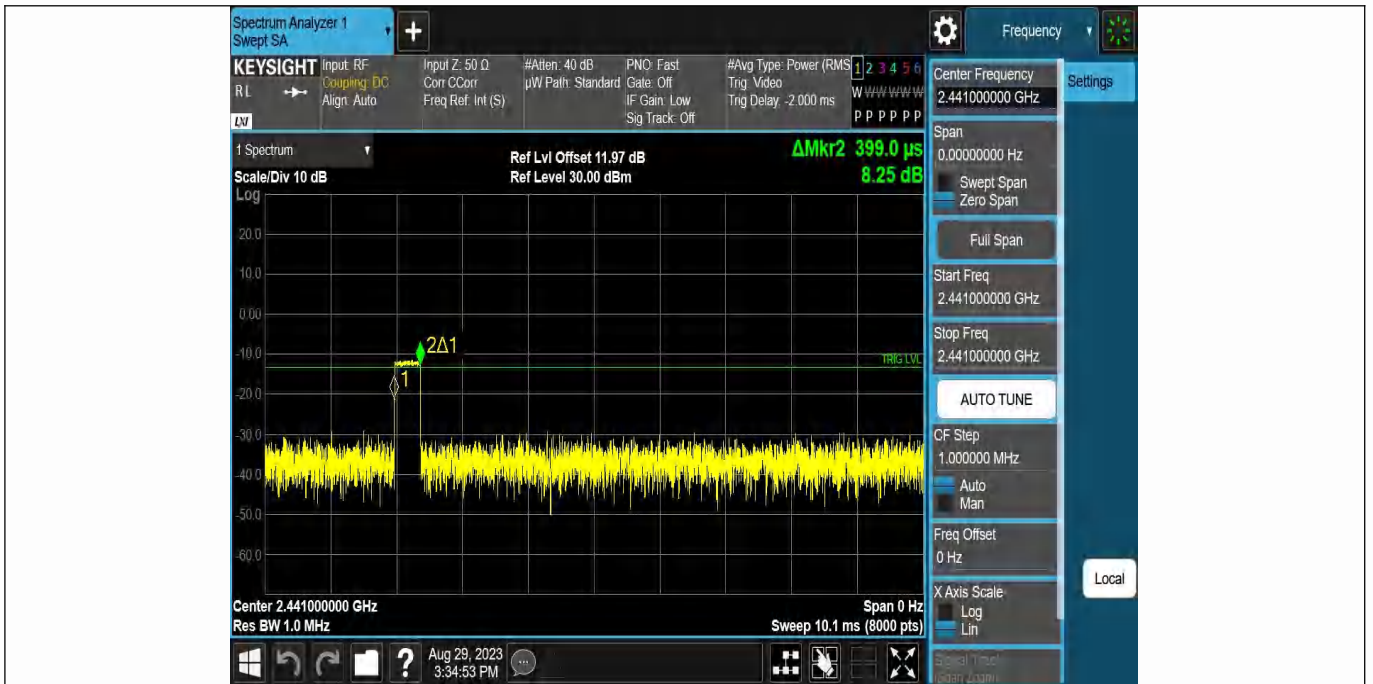 Spectrum Analyzer 1
Swept SA
+
Frequency
KEYSIGHT
RL
LXI
Input: RF
Coupling: DC
Align: Auto
Input Z: 50 Ω
Corr CCorr
Freq Ref: Int (S)
#Atten: 40 dB
µW Path: Standard
PNO: Fast
Gate: Off
IF Gain: Low
Sig Track: Off
#Avg Type: Power (RMS
Trig: Video
Trig Delay: -2.000 ms
1 2 3 4 5 6
W W W W W W
P P P P P P
1 Spectrum
Scale/Div 10 dB
Ref Lvl Offset 11.97 dB
Ref Level 30.00 dBm
ΔMkr2 399.0 µs
8.25 dB
Log
20.0
10.0
0.00
-10.0
-20.0
-30.0
-40.0
-50.0
-60.0
2Δ1
1
TRIG LVL
Center 2.441000000 GHz
Res BW 1.0 MHz
Span 0 Hz
Sweep 10.1 ms (8000 pts)
Center Frequency
2.441000000 GHz
Settings
Span
0.00000000 Hz
Swept Span
Zero Span
Full Span
Start Freq
2.441000000 GHz
Stop Freq
2.441000000 GHz
AUTO TUNE
CF Step
1.000000 MHz
Auto
Man
Freq Offset
0 Hz
X Axis Scale
Log
Lin
Local
?
Aug 29, 2023
3:34:53 PM